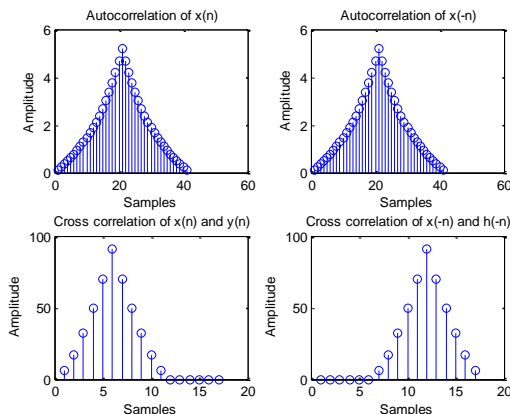 Autocorrelation of x(n)
6
4
2
0
0 20 40 60
Amplitude
Samples
Autocorrelation of x(-n)
6
4
2
0
0 20 40 60
Amplitude
Samples
Cross correlation of x(n) and y(n)
100
50
0
0 5 10 15 20
Amplitude
Samples
Cross correlation of x(-n) and h(-n)
100
50
0
0 5 10 15 20
Amplitude
Samples